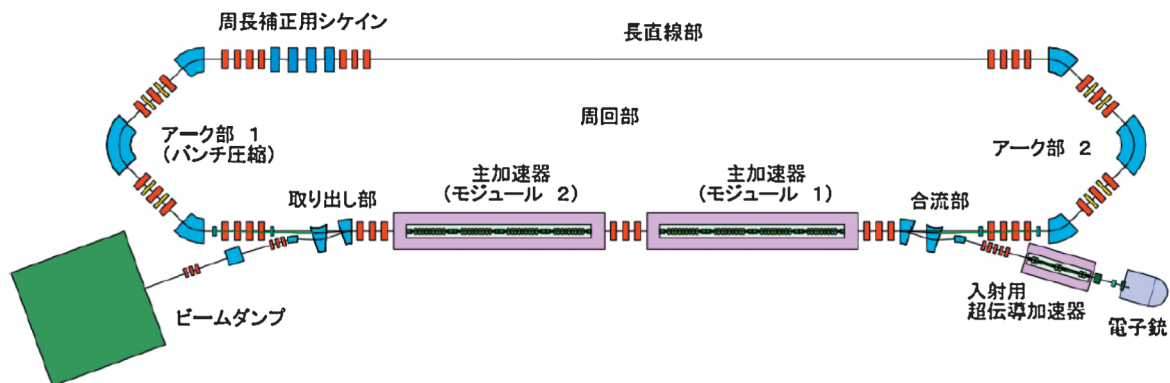 周長補正用シケイン
長直線部
周回部
アーク部 1
(バンチ圧縮)
アーク部 2
取り出し部
主加速器
(モジュール 2)
主加速器
(モジュール 1)
合流部
ビームダンプ
入射用
超伝導加速器
電子銃